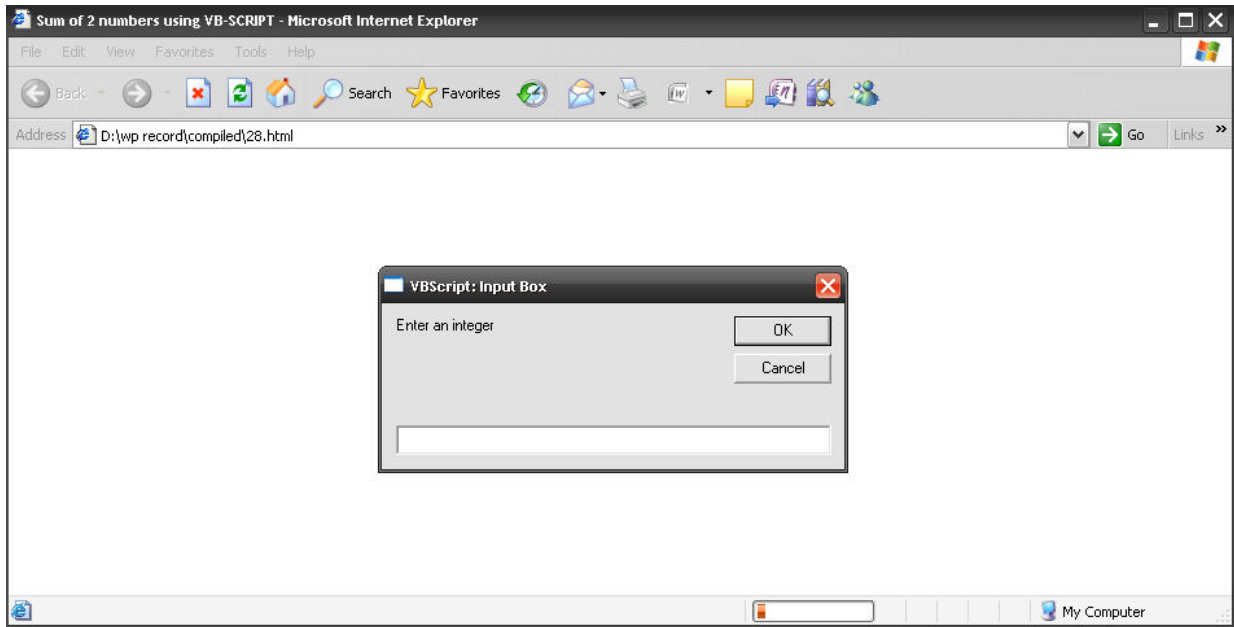 Sum of 2 numbers using VB-SCRIPT - Microsoft Internet Explorer
File Edit View Favorites Tools Help
Back Search Favorites
Address D:\wp record\compiled\28.html Go Links »
VBScript: Input Box
Enter an integer
OK
Cancel
My Computer